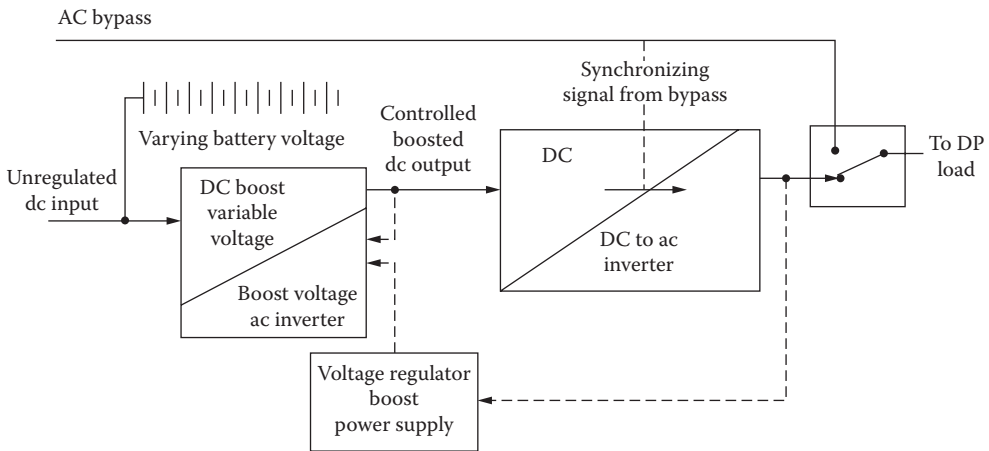 AC bypass
Synchronizing
signal from bypass
Varying battery voltage
Controlled
boosted
dc output
Unregulated
dc input
DC boost
variable
voltage
Boost voltage
ac inverter
DC
DC to ac
inverter
To DP
load
Voltage regulator
boost
power supply